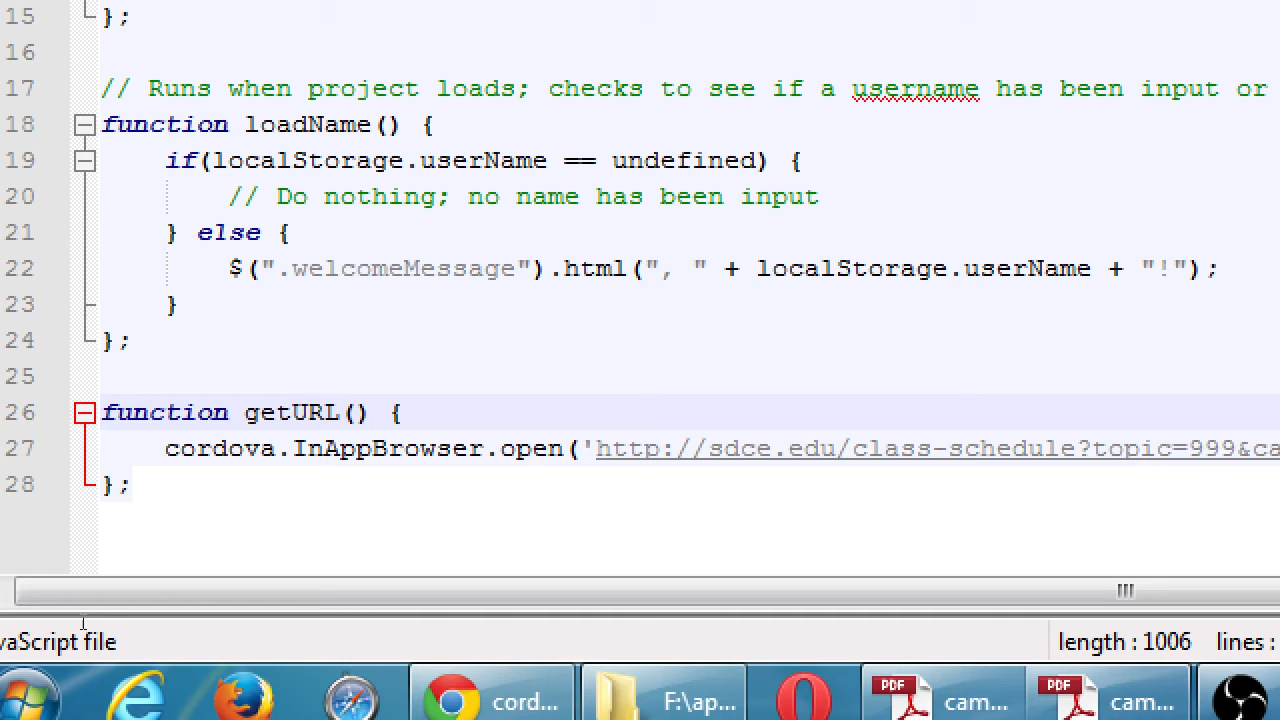 15 };
16
17 // Runs when project loads; checks to see if a username has been input or
18 function loadName() {
19 if(localStorage.userName == undefined) {
20 // Do nothing; no name has been input
21 } else {
22 $(".welcomeMessage").html(", " + localStorage.userName + "!");
23 }
24 };
25
26 function getURL() {
27 cordova.InAppBrowser.open('http://sdce.edu/class-schedule?topic=999&ca
28 };
vaScript file length : 1006 lines :
cord... F:\ap... PDF cam... PDF cam...